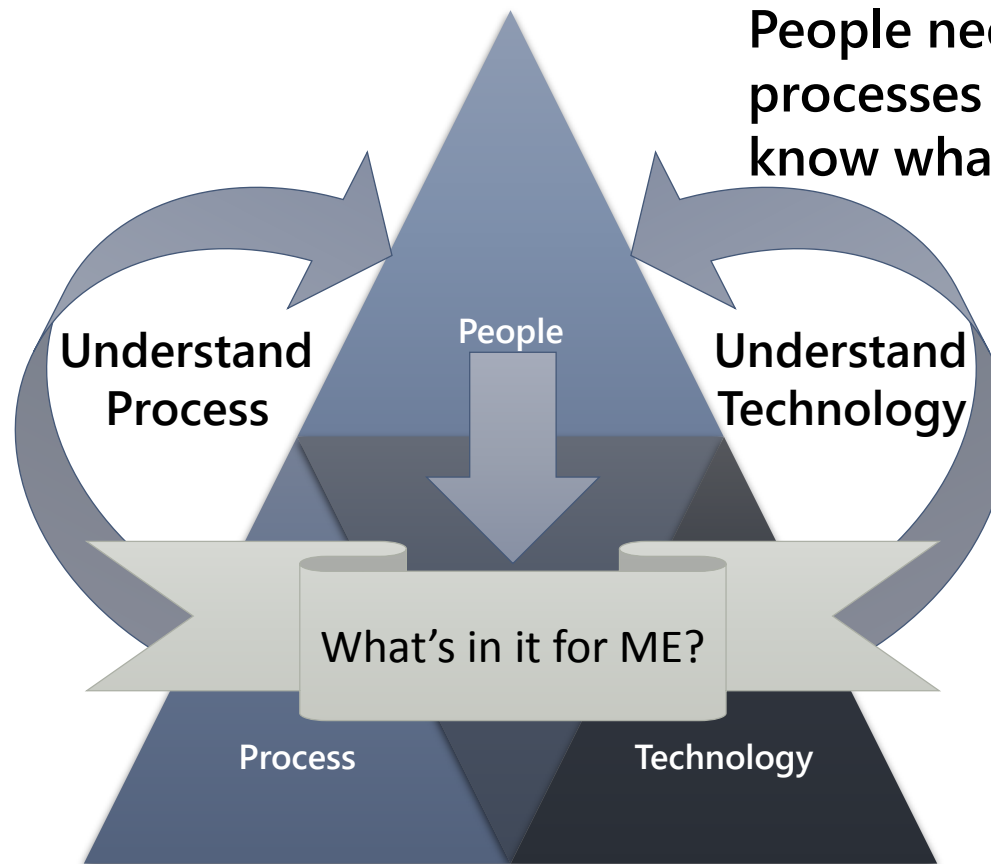 People
processes
know
Understand
Process
People
Understand
Technology
What's in it for ME?
Process
Technology